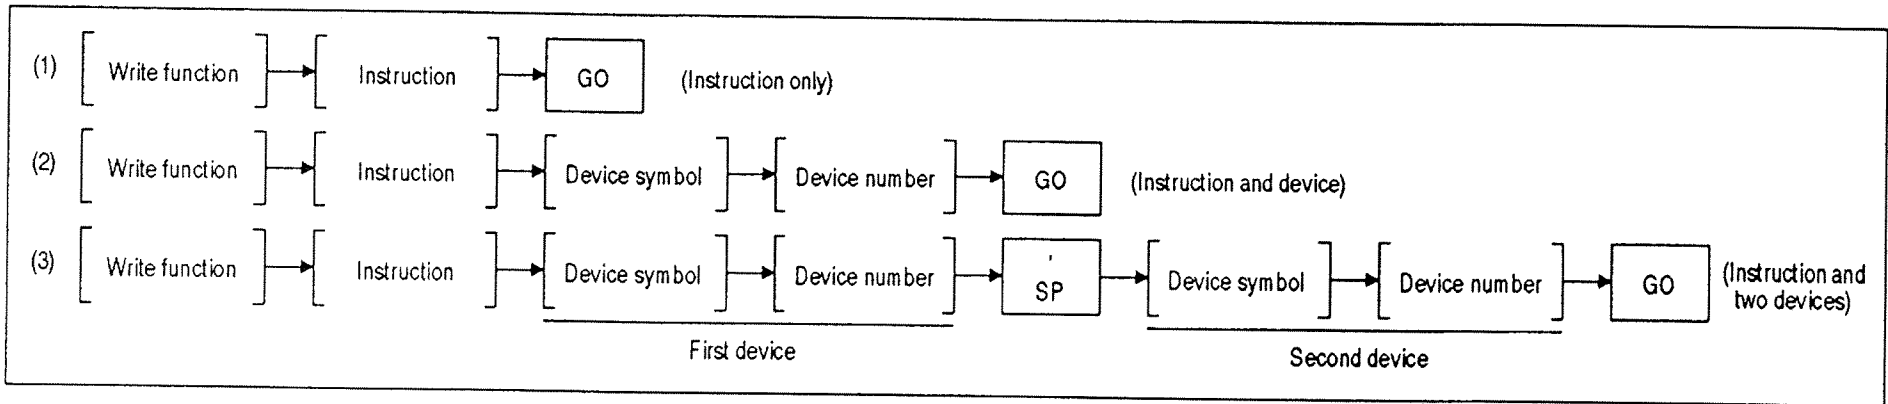 (1) Write function Instruction GO (Instruction only)
(2) Write function Instruction Device symbol Device number GO (Instruction and device)
(3) Write function Instruction Device symbol Device number ' SP Device symbol Device number GO (Instruction and two devices)
First device Second device